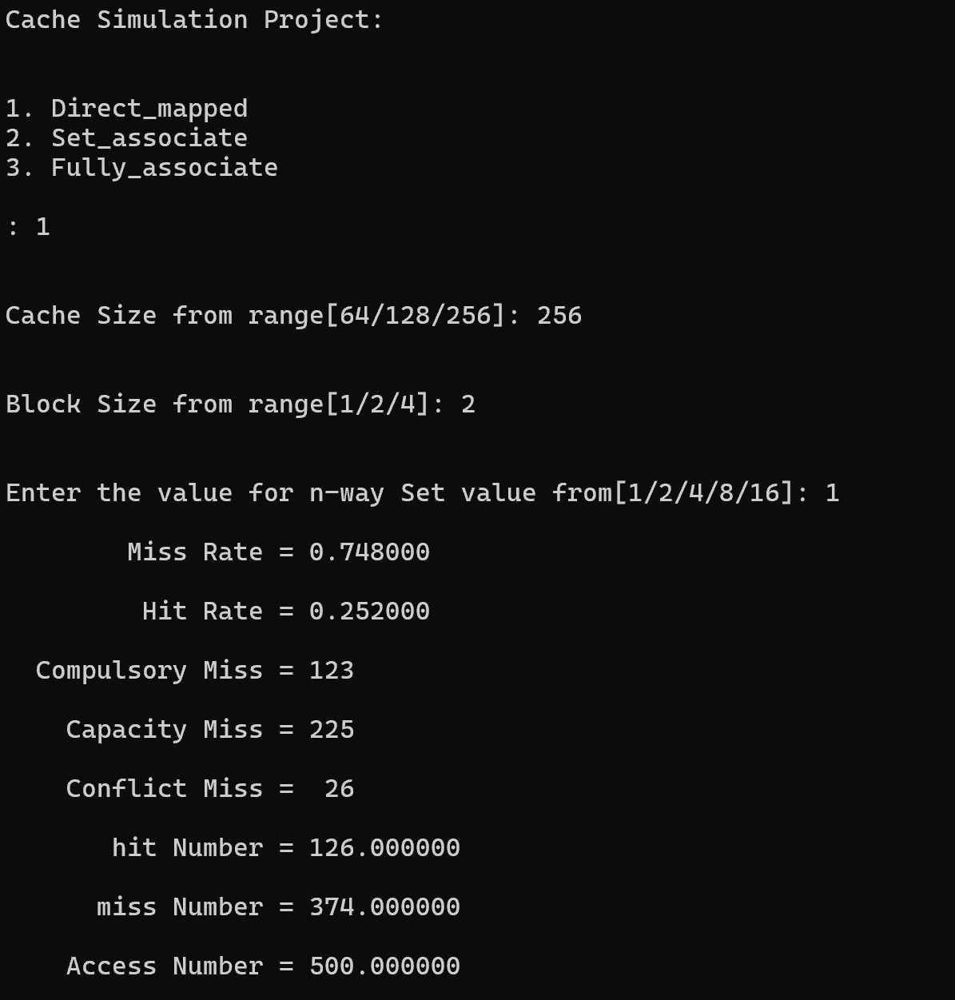 Cache Simulation Project:
1. Direct_mapped
2. Set_associate
3. Fully_associate
: 1
Cache Size from range[64/128/256]: 256
Block Size from range[1/2/4]: 2
Enter the value for n-way Set value from[1/2/4/8/16]: 1
Miss Rate = 0.748000
Hit Rate = 0.252000
Compulsory Miss = 123
Capacity Miss = 225
Conflict Miss =  26
hit Number = 126.000000
miss Number = 374.000000
Access Number = 500.000000